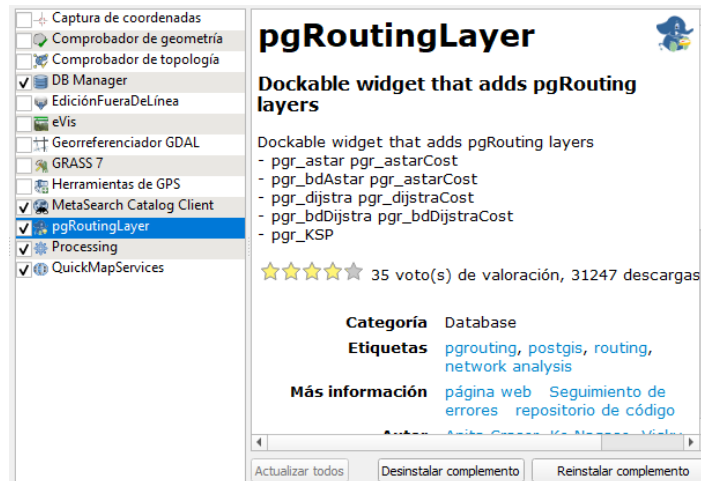 Captura de coordenadas
Comprobador de geometría
Comprobador de topología
DB Manager
EdiciónFueraDeLínea
eVis
Georreferenciador GDAL
GRASS 7
Herramientas de GPS
MetaSearch Catalog Client
pgRoutingLayer
Processing
QuickMapServices
pgRoutingLayer
Dockable widget that adds pgRouting
layers
Dockable widget that adds pgRouting layers
- pgr_astar pgr_astarCost
- pgr_bdAstar pgr_astarCost
- pgr_dijstra pgr_dijstraCost
- pgr_bdDijstra pgr_bdDijstraCost
- pgr_KSP
35 voto(s) de valoración, 31247 descargas
Categoría Database
Etiquetas pgrouting, postgis, routing,
network analysis
Más información página web Seguimiento de
errores repositorio de código
Actualizar todos Desinstalar complemento Reinstalar complemento